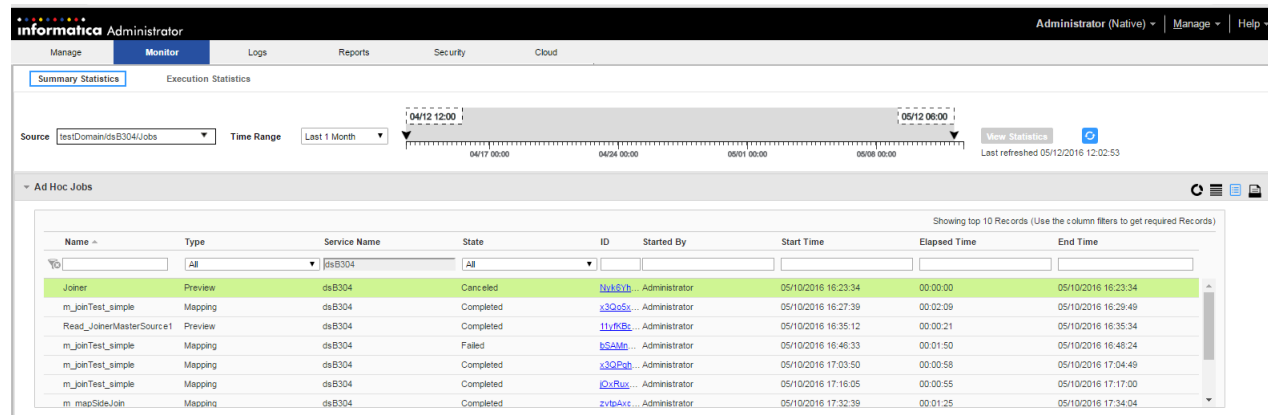 informatica Administrator
Administrator (Native) Manage Help
Manage Monitor Logs Reports Security Cloud
Summary Statistics Execution Statistics
04/12 12:00 05/12 06:00
Source testDomain/dsB304/Jobs Time Range Last 1 Month View Statistics
04/17 00:00 04/24 00:00 05/01 00:00 05/08 00:00 Last refreshed 05/12/2016 12:02:53
Ad Hoc Jobs
Showing top 10 Records (Use the column filters to get required Records)
Name Type Service Name State ID Started By Start Time Elapsed Time End Time
All dsB304 All
Joiner Preview dsB304 Canceled Nyk6Yh... Administrator 05/10/2016 16:23:34 00:00:00 05/10/2016 16:23:34
m_joinTest_simple Mapping dsB304 Completed x3Qo5x... Administrator 05/10/2016 16:27:39 00:02:09 05/10/2016 16:29:49
Read_JoinerMasterSource1 Preview dsB304 Completed 11vfKBc... Administrator 05/10/2016 16:35:12 00:00:21 05/10/2016 16:35:34
m_joinTest_simple Mapping dsB304 Failed bSAMn... Administrator 05/10/2016 16:46:33 00:01:50 05/10/2016 16:48:24
m_joinTest_simple Mapping dsB304 Completed x3QPqh... Administrator 05/10/2016 17:03:50 00:00:58 05/10/2016 17:04:49
m_joinTest_simple Mapping dsB304 Completed jOxRux... Administrator 05/10/2016 17:16:05 00:00:55 05/10/2016 17:17:00
m_mapSideJoin Mapping dsB304 Completed zvtpAxc... Administrator 05/10/2016 17:32:39 00:01:25 05/10/2016 17:34:04